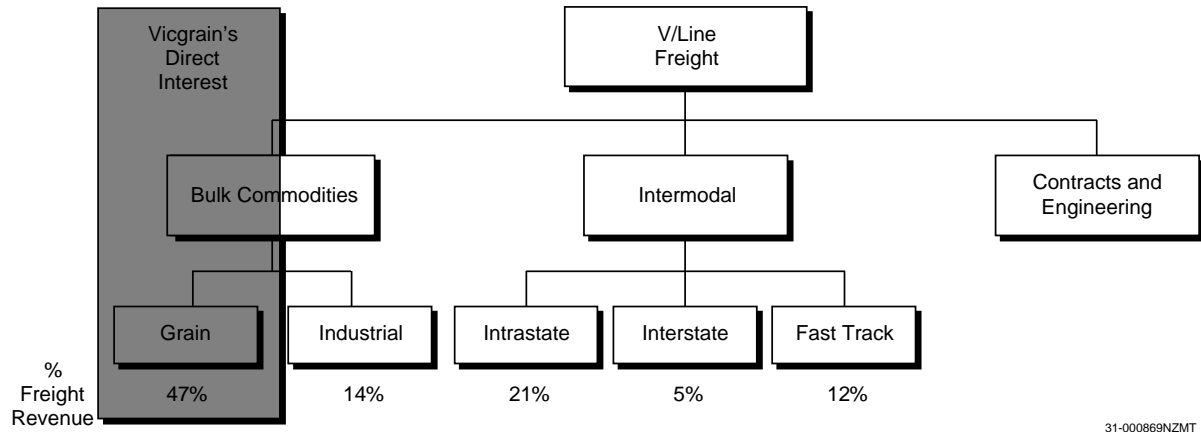 Vicgrain's
Direct
Interest
V/Line
Freight
Bulk Commodities
Intermodal
Contracts and
Engineering
Grain
Industrial
Intrastate
Interstate
Fast Track
%
Freight
Revenue
47%
14%
21%
5%
12%
31-000869NZMT